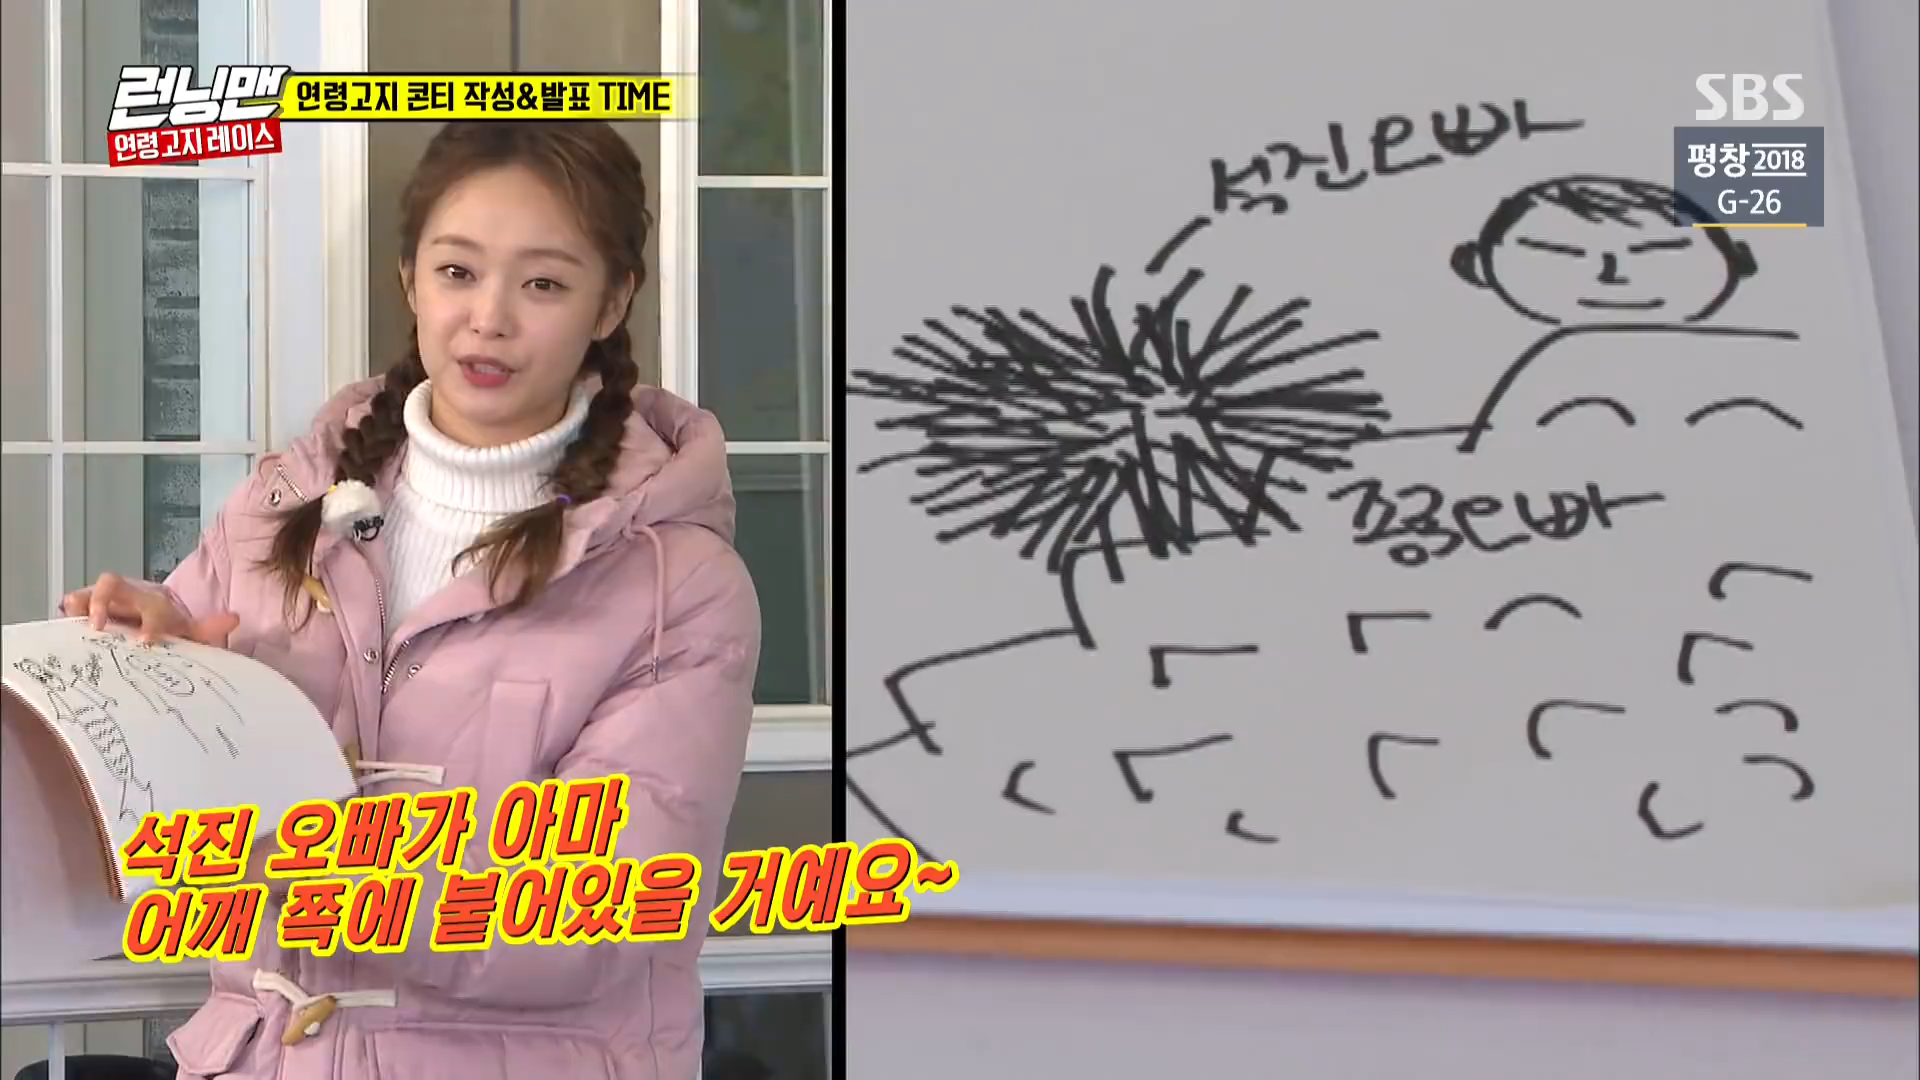 런닝맨
연령고지 레이스
연령고지 콘티 작성&발표 TIME
SBS
평창 2018
G-26
석진오빠
쫑국오빠
석진 오빠가 아마
어깨 쪽에 붙어있을 거예요~